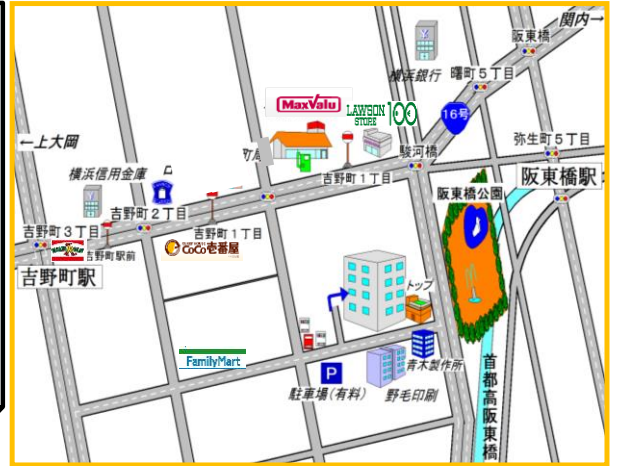 関内→
阪東橋
横浜銀行
曙町5丁目
MaxValu
LAWSON
STORE 100
16号
←上大岡
駿河橋
弥生町5丁目
横浜信用金庫
吉野町1丁目
阪東橋駅
阪東橋公園
吉野町2丁目
吉野町3丁目
吉野町1丁目
吉野町駅前
CoCo壱番屋
吉野町駅
トップ
FamilyMart
P
駐車場(有料)
野毛印刷
青木製作所
首都高阪東橋